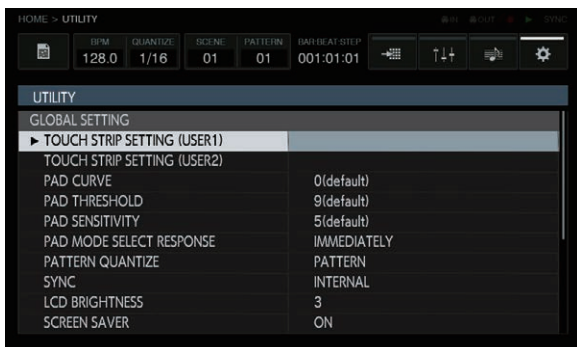 HOME > UTILITY
IN OUT SYNC
BPM QUANTIZE SCENE PATTERN BAR·BEAT·STEP
128.0 1/16 01 01 001:01:01
UTILITY
GLOBAL SETTING
TOUCH STRIP SETTING (USER1)
TOUCH STRIP SETTING (USER2)
PAD CURVE 0(default)
PAD THRESHOLD 9(default)
PAD SENSITIVITY 5(default)
PAD MODE SELECT RESPONSE IMMEDIATELY
PATTERN QUANTIZE PATTERN
SYNC INTERNAL
LCD BRIGHTNESS 3
SCREEN SAVER ON